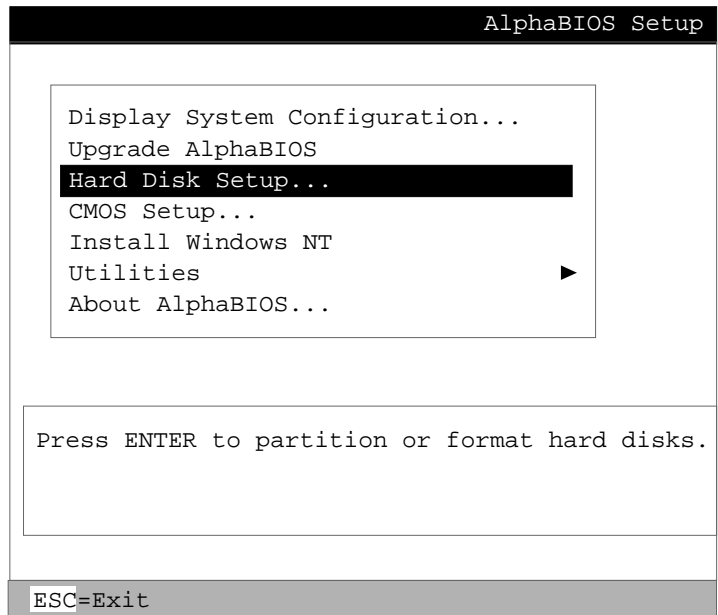 AlphaBIOS Setup
Display System Configuration...
Upgrade AlphaBIOS
Hard Disk Setup...
CMOS Setup...
Install Windows NT
Utilities
About AlphaBIOS...
Press ENTER to partition or format hard disks.
ESC=Exit